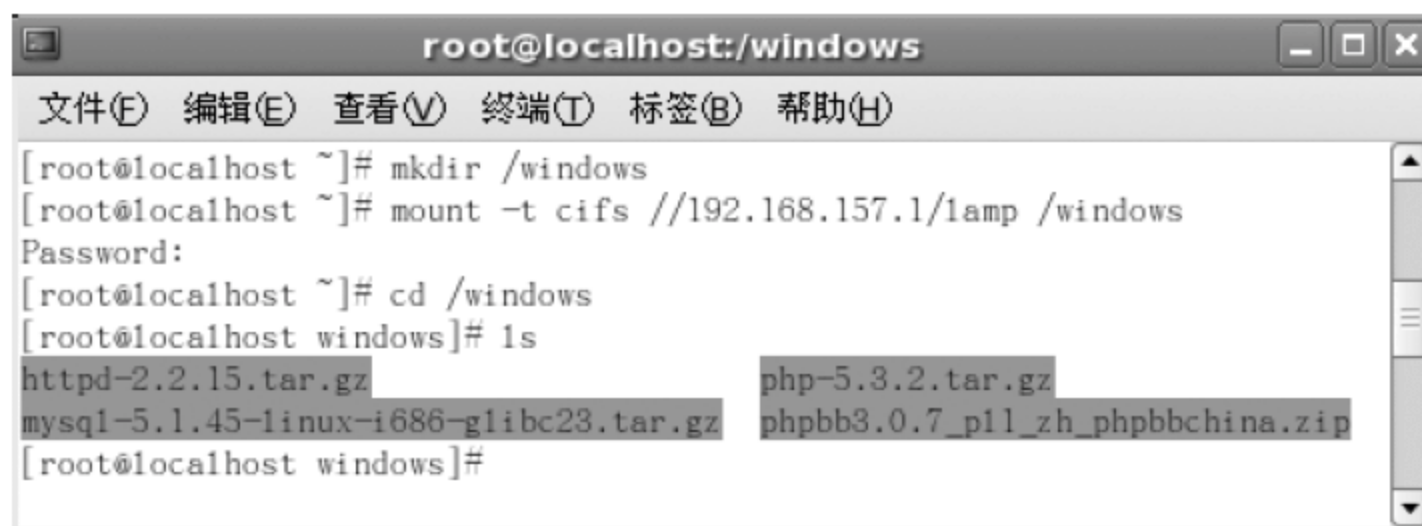 root@localhost:/windows
文件(F) 编辑(E) 查看(V) 终端(T) 标签(B) 帮助(H)
[root@localhost ~]# mkdir /windows
[root@localhost ~]# mount -t cifs //192.168.157.1/lamp /windows
Password:
[root@localhost ~]# cd /windows
[root@localhost windows]# ls
httpd-2.2.15.tar.gz php-5.3.2.tar.gz
mysql-5.1.45-linux-i686-glibc23.tar.gz phpbb3.0.7_pl1_zh_phpbbchina.zip
[root@localhost windows]#